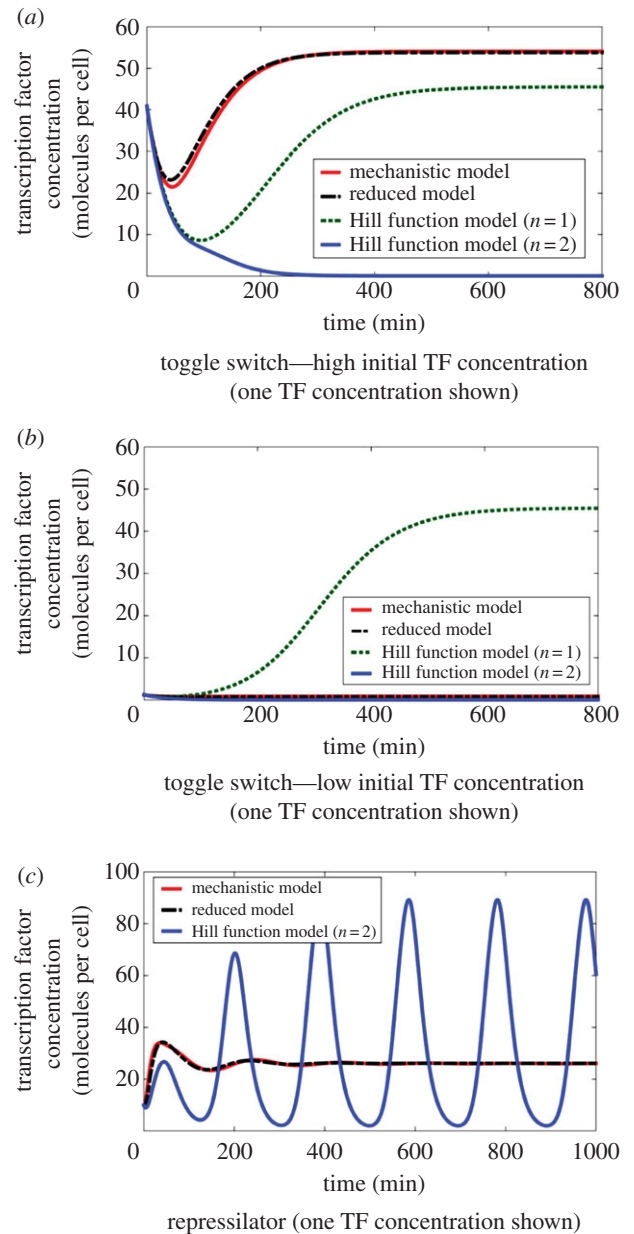 (a)
60
50
40
30
20
10
transcription factor
concentration
(molecules per cell)
mechanistic model
reduced model
Hill function model (n=1)
Hill function model (n=2)
0 200 400 600 800
time (min)
toggle switch—high initial TF concentration
(one TF concentration shown)
(b)
60
50
40
30
20
10
transcription factor
concentration
(molecules per cell)
mechanistic model
reduced model
Hill function model (n=1)
Hill function model (n=2)
0 200 400 600 800
time (min)
toggle switch—low initial TF concentration
(one TF concentration shown)
(c)
100
80
60
40
20
transcription factor
concentration
(molecules per cell)
mechanistic model
reduced model
Hill function model (n=2)
0 200 400 600 800 1000
time (min)
repressilator (one TF concentration shown)